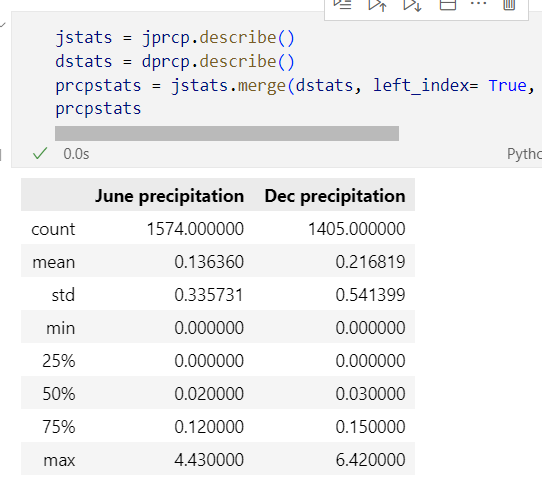 jstats = jprcp.describe()
dstats = dprcp.describe()
prcpstats = jstats.merge(dstats, left_index= True,
prcpstats
0.0s
Pytho
June precipitation Dec precipitation
count 1574.000000 1405.000000
mean 0.136360 0.216819
std 0.335731 0.541399
min 0.000000 0.000000
25% 0.000000 0.000000
50% 0.020000 0.030000
75% 0.120000 0.150000
max 4.430000 6.420000